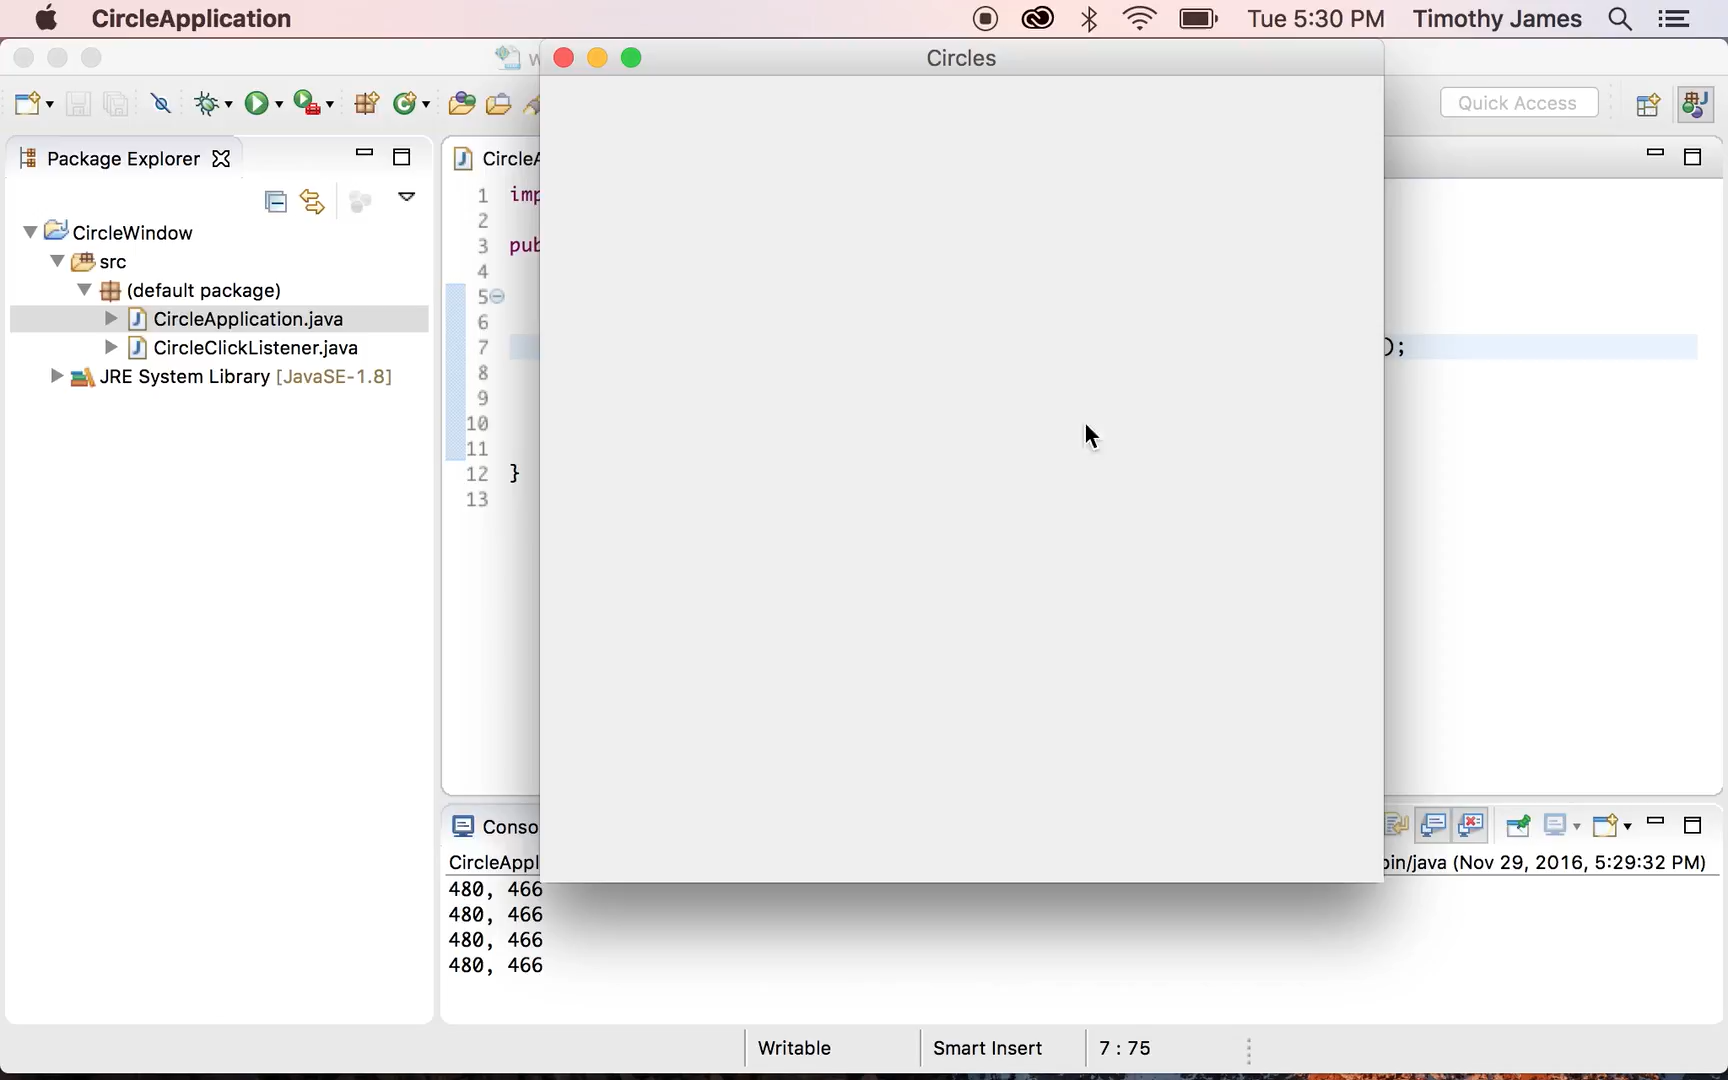 CircleApplication
Tue 5:30 PM
Timothy James
Circles
Quick Access
Package Explorer
CircleA
1 imp
2
3 pub
4
5
6
7 );
8
9
10
11
12 }
13
CircleWindow
src
(default package)
CircleApplication.java
CircleClickListener.java
JRE System Library [JavaSE-1.8]
Conso
CircleAppl
bin/java (Nov 29, 2016, 5:29:32 PM)
480, 466
480, 466
480, 466
480, 466
Writable
Smart Insert
7 : 75